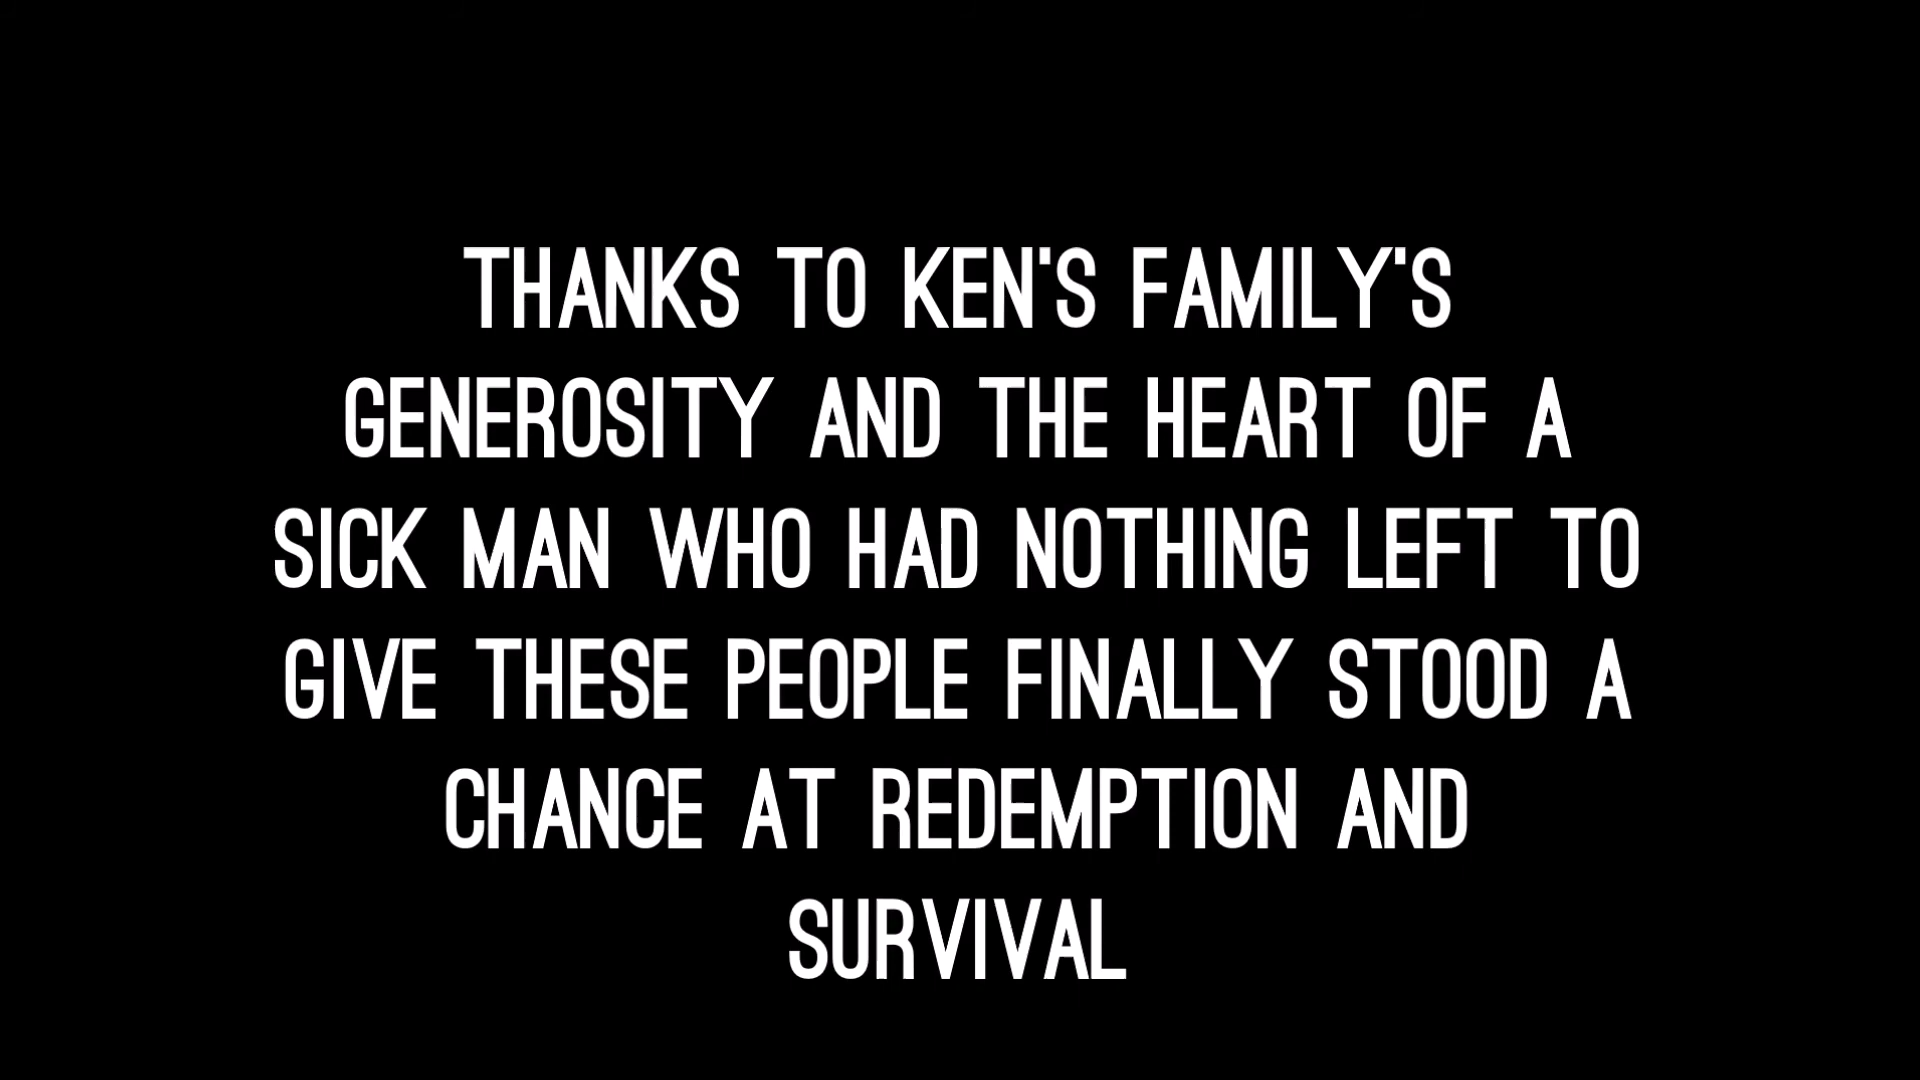 THANKS TO KEN'S FAMILY'S
GENEROSITY AND THE HEART OF A
SICK MAN WHO HAD NOTHING LEFT TO
GIVE THESE PEOPLE FINALLY STOOD A
CHANCE AT REDEMPTION AND
SURVIVAL